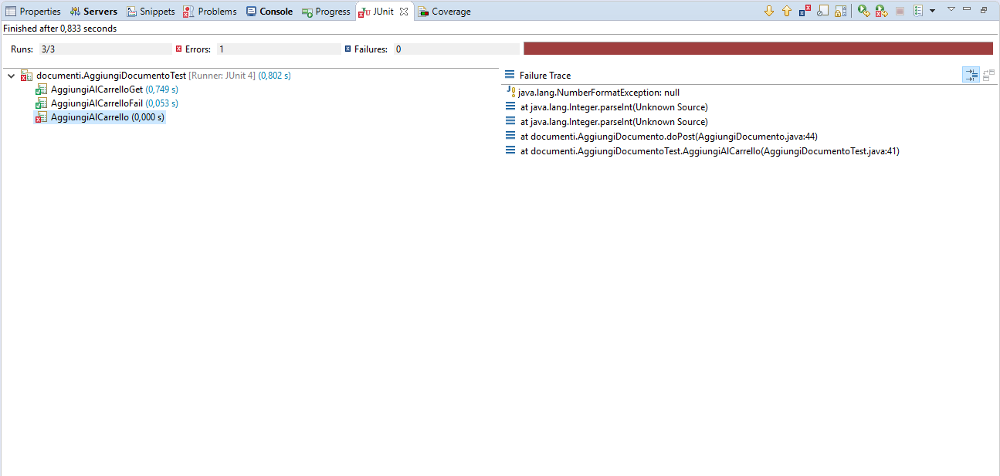 Properties Servers Snippets Problems Console Progress JUnit Coverage
Finished after 0,833 seconds
Runs: 3/3 Errors: 1 Failures: 0
documenti.AggiungiDocumentoTest [Runner: JUnit 4] (0,802 s)
AggiungiAlCarrelloGet (0,749 s)
AggiungiAlCarrelloFail (0,053 s)
AggiungiAlCarrello (0,000 s)
Failure Trace
java.lang.NumberFormatException: null
at java.lang.Integer.parseInt(Unknown Source)
at java.lang.Integer.parseInt(Unknown Source)
at documenti.AggiungiDocumento.doPost(AggiungiDocumento.java:44)
at documenti.AggiungiDocumentoTest.AggiungiAlCarrello(AggiungiDocumentoTest.java:41)